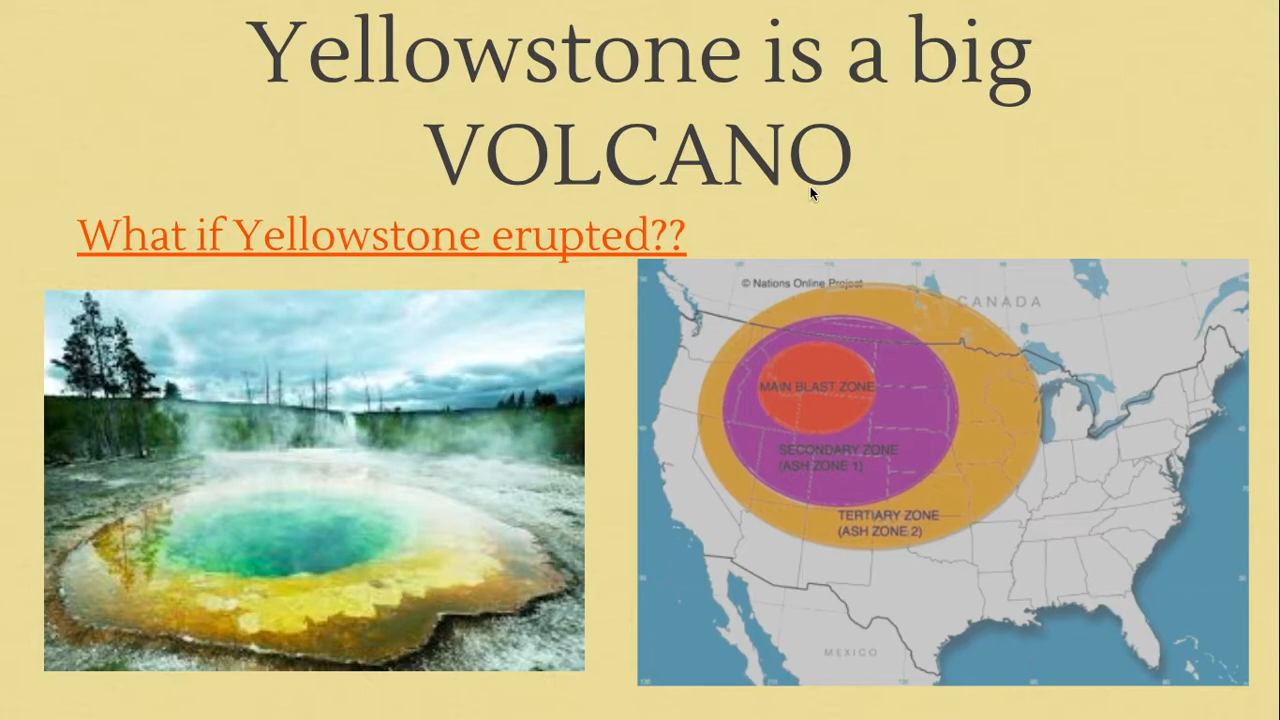 Yellowstone is a big
VOLCANO
What if Yellowstone erupted??
© Nations Online Project
CANADA
MAIN BLAST ZONE
SECONDARY ZONE
(ASH ZONE 1)
TERTIARY ZONE
(ASH ZONE 2)
MEXICO